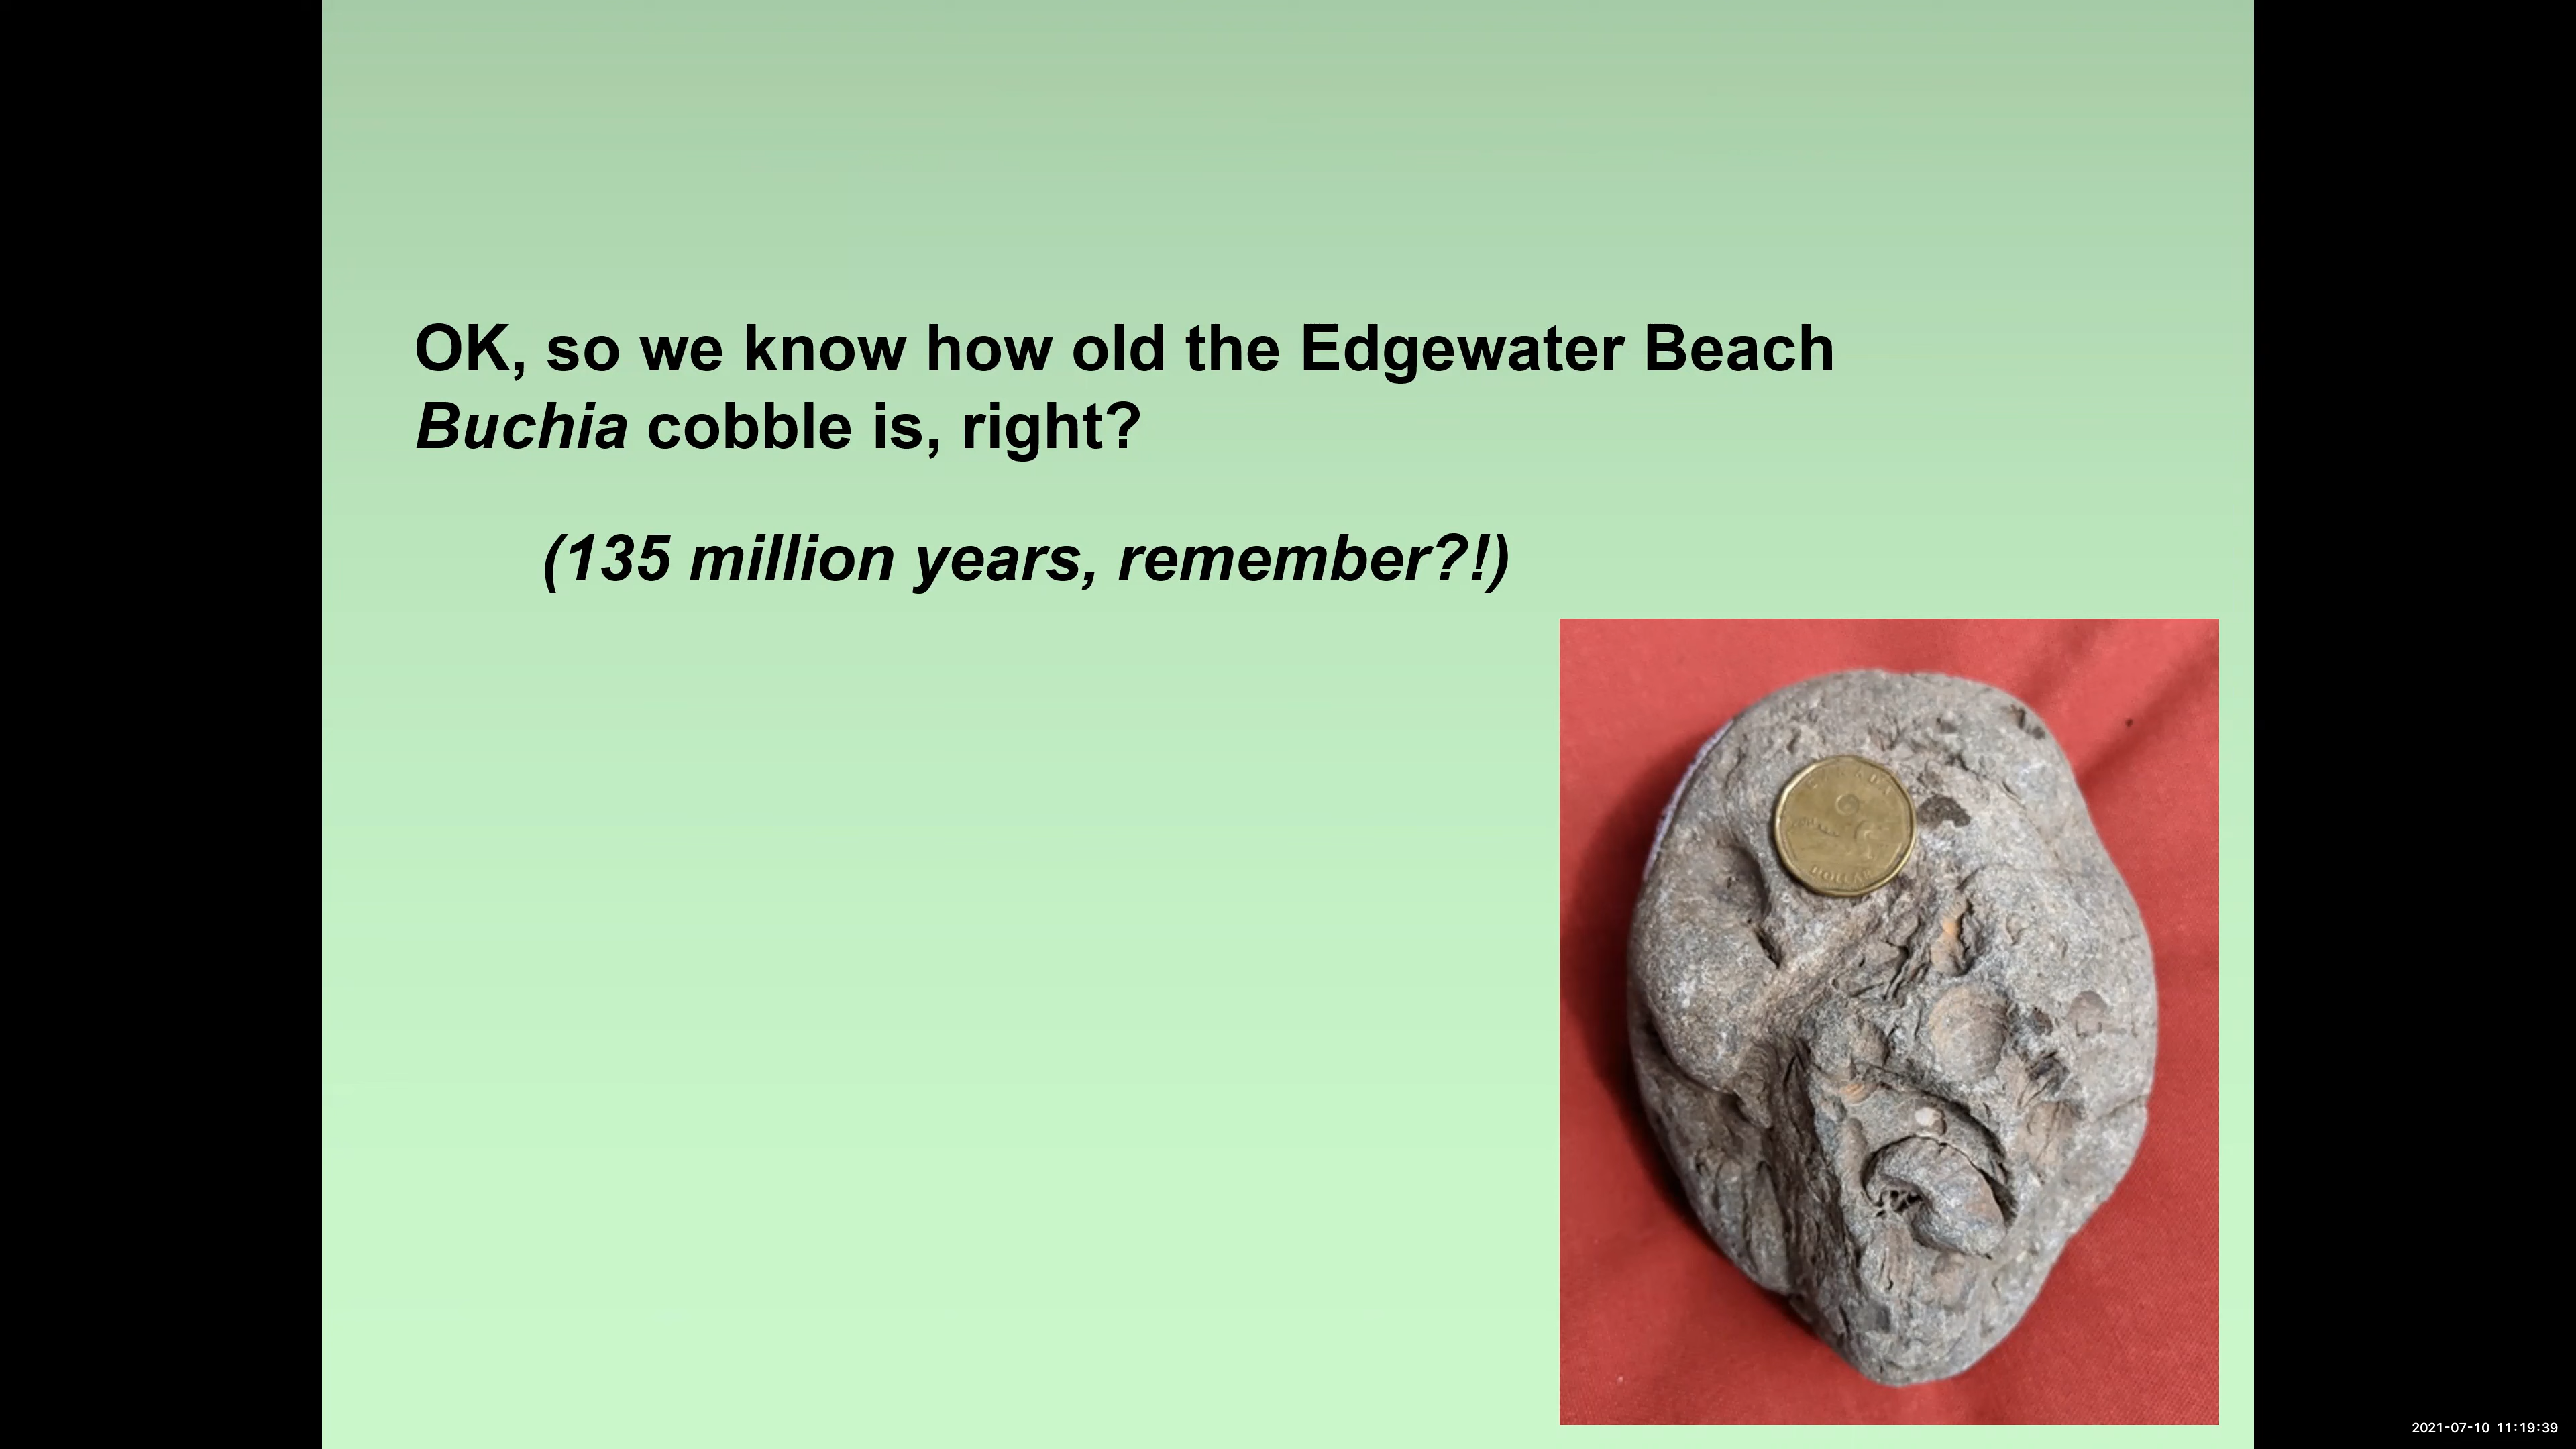 OK, so we know how old the Edgewater Beach
Buchia cobble is, right?
(135 million years, remember?!)
CANADA
DOLLAR
2021-07-10 11:19:39